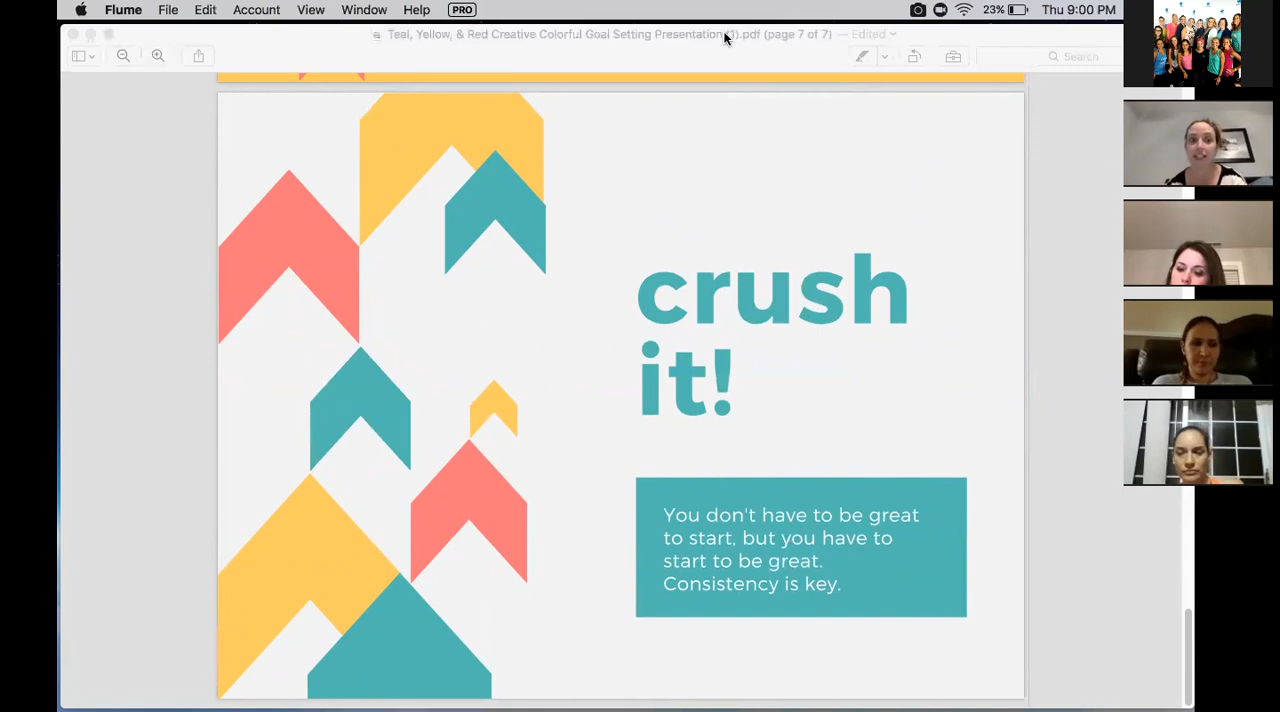 Flume File Edit Account View Window Help PRO 23% Thu 9:00 PM
Teal, Yellow, & Red Creative Colorful Goal Setting Presentation (1).pdf (page 7 of 7) — Edited
Search
crush
it!
You don't have to be great
to start, but you have to
start to be great.
Consistency is key.